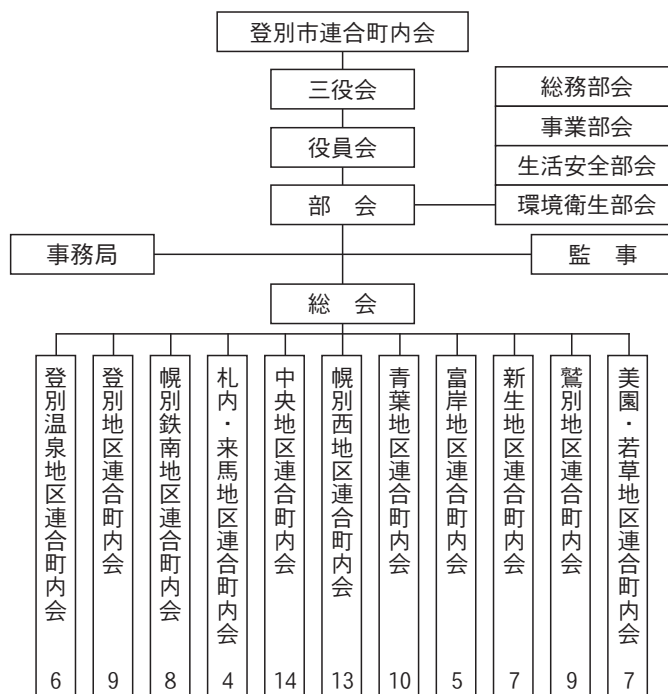 登別市連合町内会
三役会
役員会
部　会
総務部会
事業部会
生活安全部会
環境衛生部会
事務局
監　事
総　会
登別温泉地区連合町内会　6
登別地区連合町内会　9
幌別鉄南地区連合町内会　8
札内・来馬地区連合町内会　4
中央地区連合町内会　14
幌別西地区連合町内会　13
青葉地区連合町内会　10
富岸地区連合町内会　5
新生地区連合町内会　7
鷲別地区連合町内会　9
美園・若草地区連合町内会　7